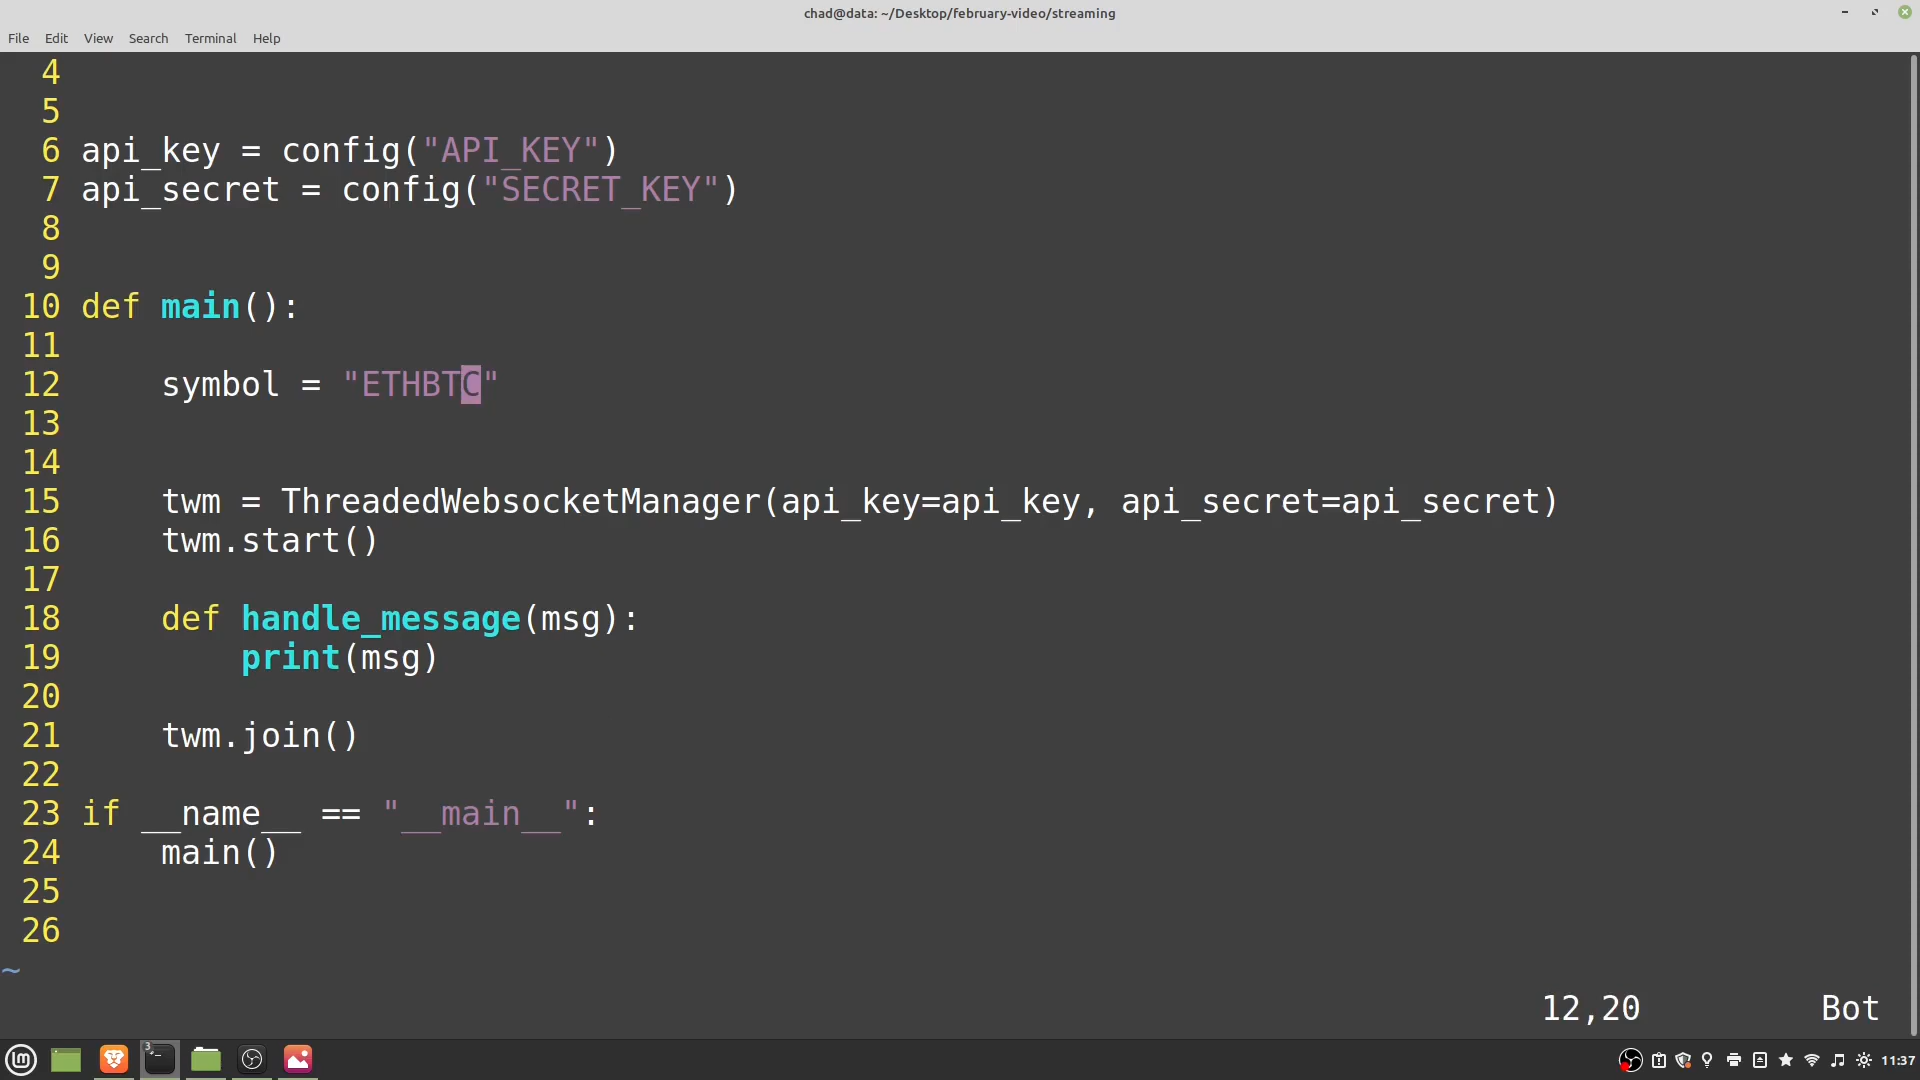 chad@data: ~/Desktop/february-video/streaming
File Edit View Search Terminal Help
4
5
6 api_key = config("API_KEY")
7 api_secret = config("SECRET_KEY")
8
9
10 def main():
11
12     symbol = "ETHBTC"
13
14
15     twm = ThreadedWebsocketManager(api_key=api_key, api_secret=api_secret)
16     twm.start()
17
18     def handle_message(msg):
19         print(msg)
20
21     twm.join()
22
23 if __name__ == "__main__":
24     main()
25
26
~
12,20 Bot
3 11:37